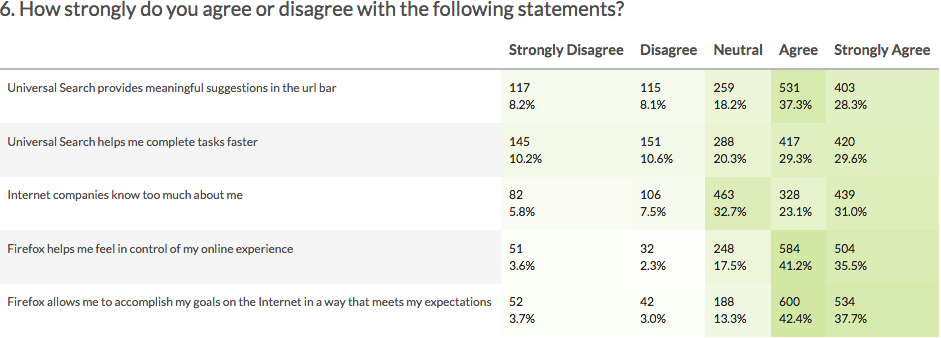 6. How strongly do you agree or disagree with the following statements?
Strongly Disagree Disagree Neutral Agree Strongly Agree
Universal Search provides meaningful suggestions in the url bar 117 115 259 531 403
8.2% 8.1% 18.2% 37.3% 28.3%
Universal Search helps me complete tasks faster 145 151 288 417 420
10.2% 10.6% 20.3% 29.3% 29.6%
Internet companies know too much about me 82 106 463 328 439
5.8% 7.5% 32.7% 23.1% 31.0%
Firefox helps me feel in control of my online experience 51 32 248 584 504
3.6% 2.3% 17.5% 41.2% 35.5%
Firefox allows me to accomplish my goals on the Internet in a way that meets my expectations 52 42 188 600 534
3.7% 3.0% 13.3% 42.4% 37.7%